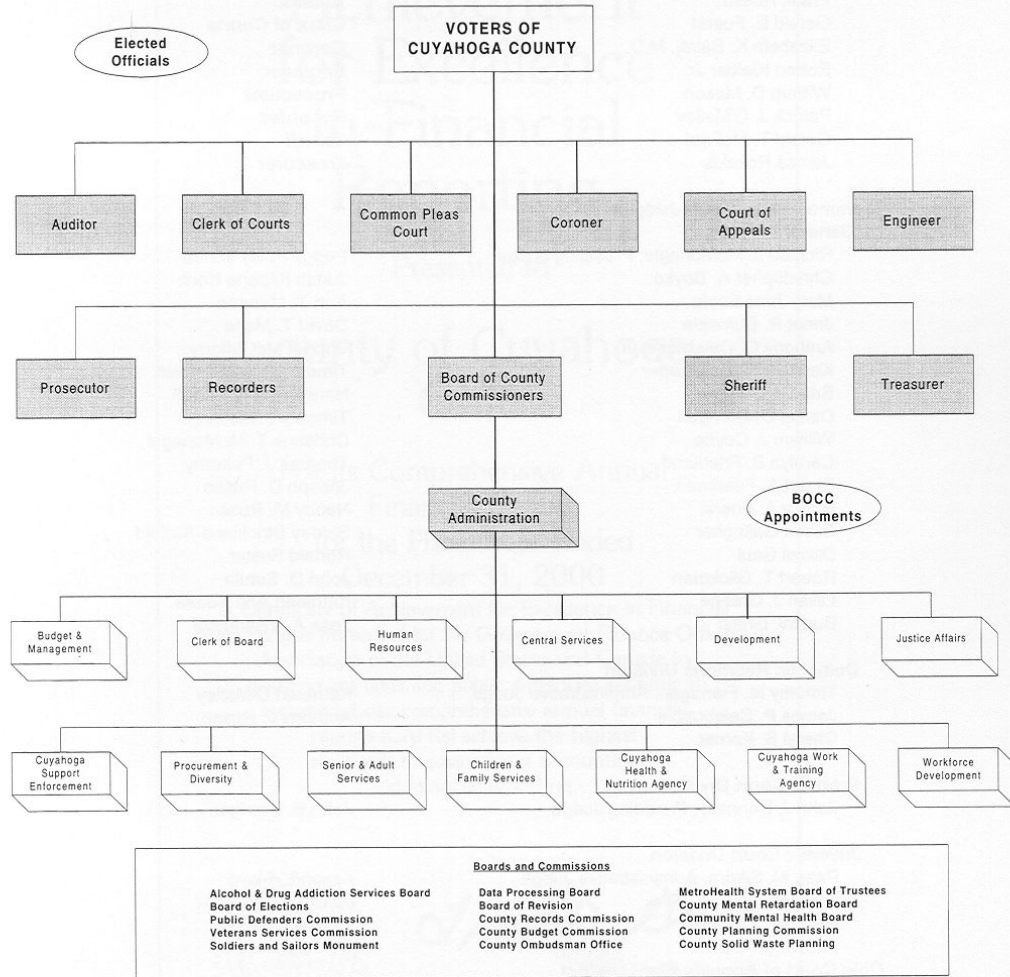 VOTERS OF
CUYAHOGA COUNTY
Elected
Officials
Auditor
Clerk of Courts
Common Pleas
Court
Coroner
Court of
Appeals
Engineer
Prosecutor
Recorders
Board of County
Commissioners
Sheriff
Treasurer
County
Administration
BOCC
Appointments
Budget &
Management
Clerk of Board
Human
Resources
Central Services
Development
Justice Affairs
Cuyahoga
Support
Enforcement
Procurement &
Diversity
Senior & Adult
Services
Children &
Family Services
Cuyahoga
Health &
Nutrition Agency
Cuyahoga Work
& Training
Agency
Workforce
Development
Boards and Commissions
Alcohol & Drug Addiction Services Board
Board of Elections
Public Defenders Commission
Veterans Services Commission
Soldiers and Sailors Monument
Data Processing Board
Board of Revision
County Records Commission
County Budget Commission
County Ombudsman Office
MetroHealth System Board of Trustees
County Mental Retardation Board
Community Mental Health Board
County Planning Commission
County Solid Waste Planning